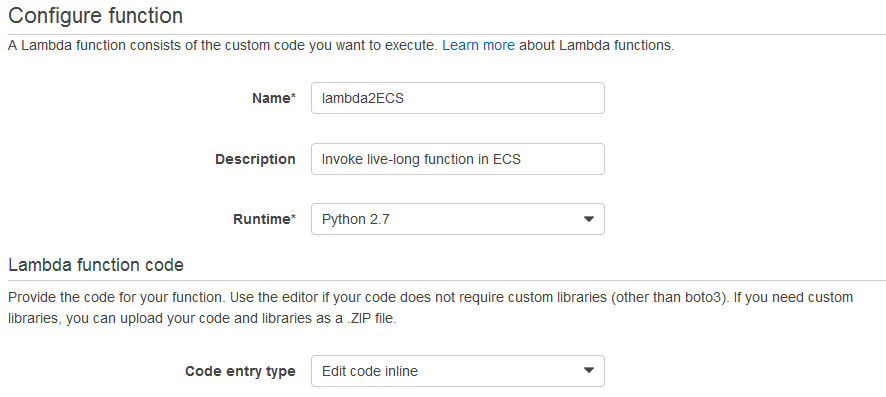 Configure function
A Lambda function consists of the custom code you want to execute. Learn more about Lambda functions.
Name* lambda2ECS
Description Invoke live-long function in ECS
Runtime* Python 2.7
Lambda function code
Provide the code for your function. Use the editor if your code does not require custom libraries (other than boto3). If you need custom
libraries, you can upload your code and libraries as a .ZIP file.
Code entry type Edit code inline